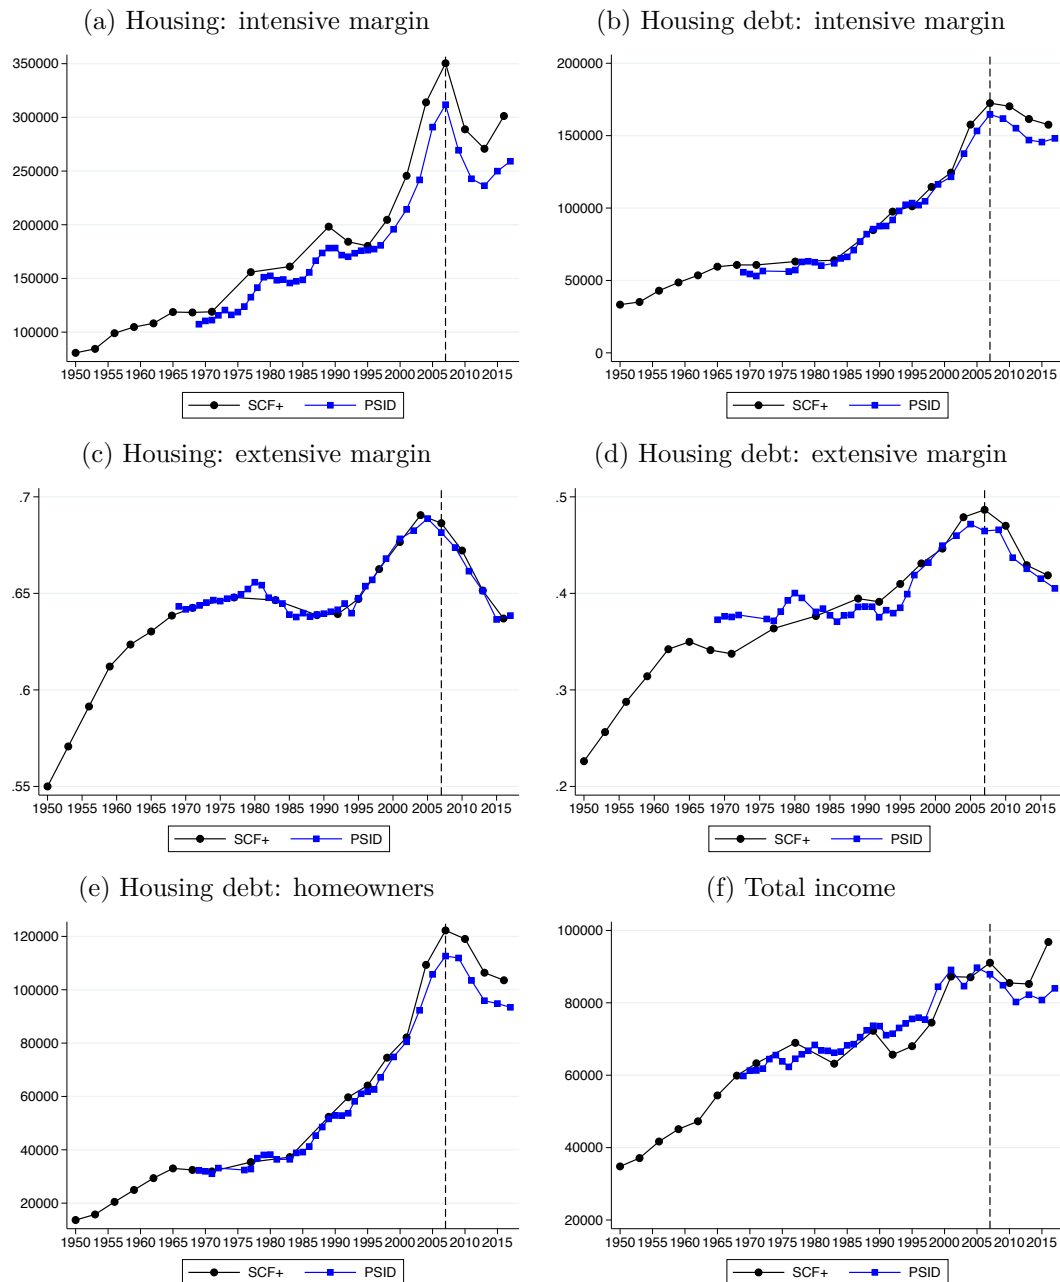 (a) Housing: intensive margin
350000
300000
250000
200000
150000
100000
1950 1955 1960 1965 1970 1975 1980 1985 1990 1995 2000 2005 2010 2015
SCF+ PSID
(b) Housing debt: intensive margin
200000
150000
100000
50000
0
1950 1955 1960 1965 1970 1975 1980 1985 1990 1995 2000 2005 2010 2015
SCF+ PSID
(c) Housing: extensive margin
.7
.65
.6
.55
1950 1955 1960 1965 1970 1975 1980 1985 1990 1995 2000 2005 2010 2015
SCF+ PSID
(d) Housing debt: extensive margin
.5
.4
.3
.2
1950 1955 1960 1965 1970 1975 1980 1985 1990 1995 2000 2005 2010 2015
SCF+ PSID
(e) Housing debt: homeowners
120000
100000
80000
60000
40000
20000
1950 1955 1960 1965 1970 1975 1980 1985 1990 1995 2000 2005 2010 2015
SCF+ PSID
(f) Total income
100000
80000
60000
40000
20000
1950 1955 1960 1965 1970 1975 1980 1985 1990 1995 2000 2005 2010 2015
SCF+ PSID